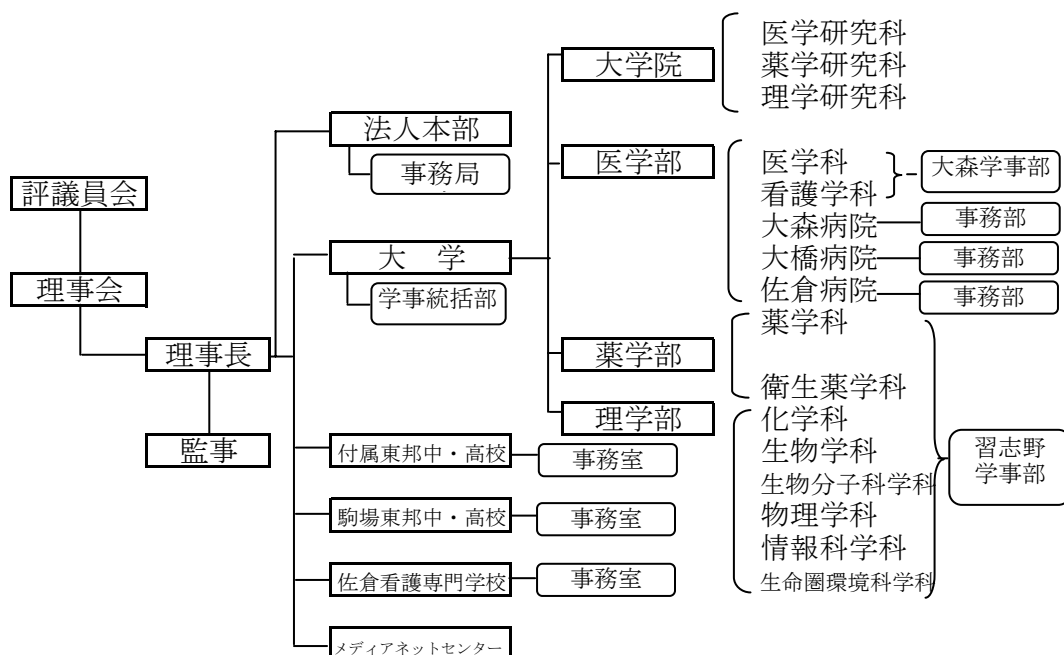 評議員会
理事会
理事長
監事
法人本部
事務局
大 学
学事統括部
付属東邦中・高校
事務室
駒場東邦中・高校
事務室
佐倉看護専門学校
事務室
メディアネットセンター
大学院
医学研究科
薬学研究科
理学研究科
医学部
医学科
看護学科
大森学事部
大森病院
事務部
大橋病院
事務部
佐倉病院
事務部
薬学部
薬学科
衛生薬学科
理学部
化学科
生物学科
生物分子科学科
物理学科
情報科学科
生命圏環境科学科
習志野
学事部